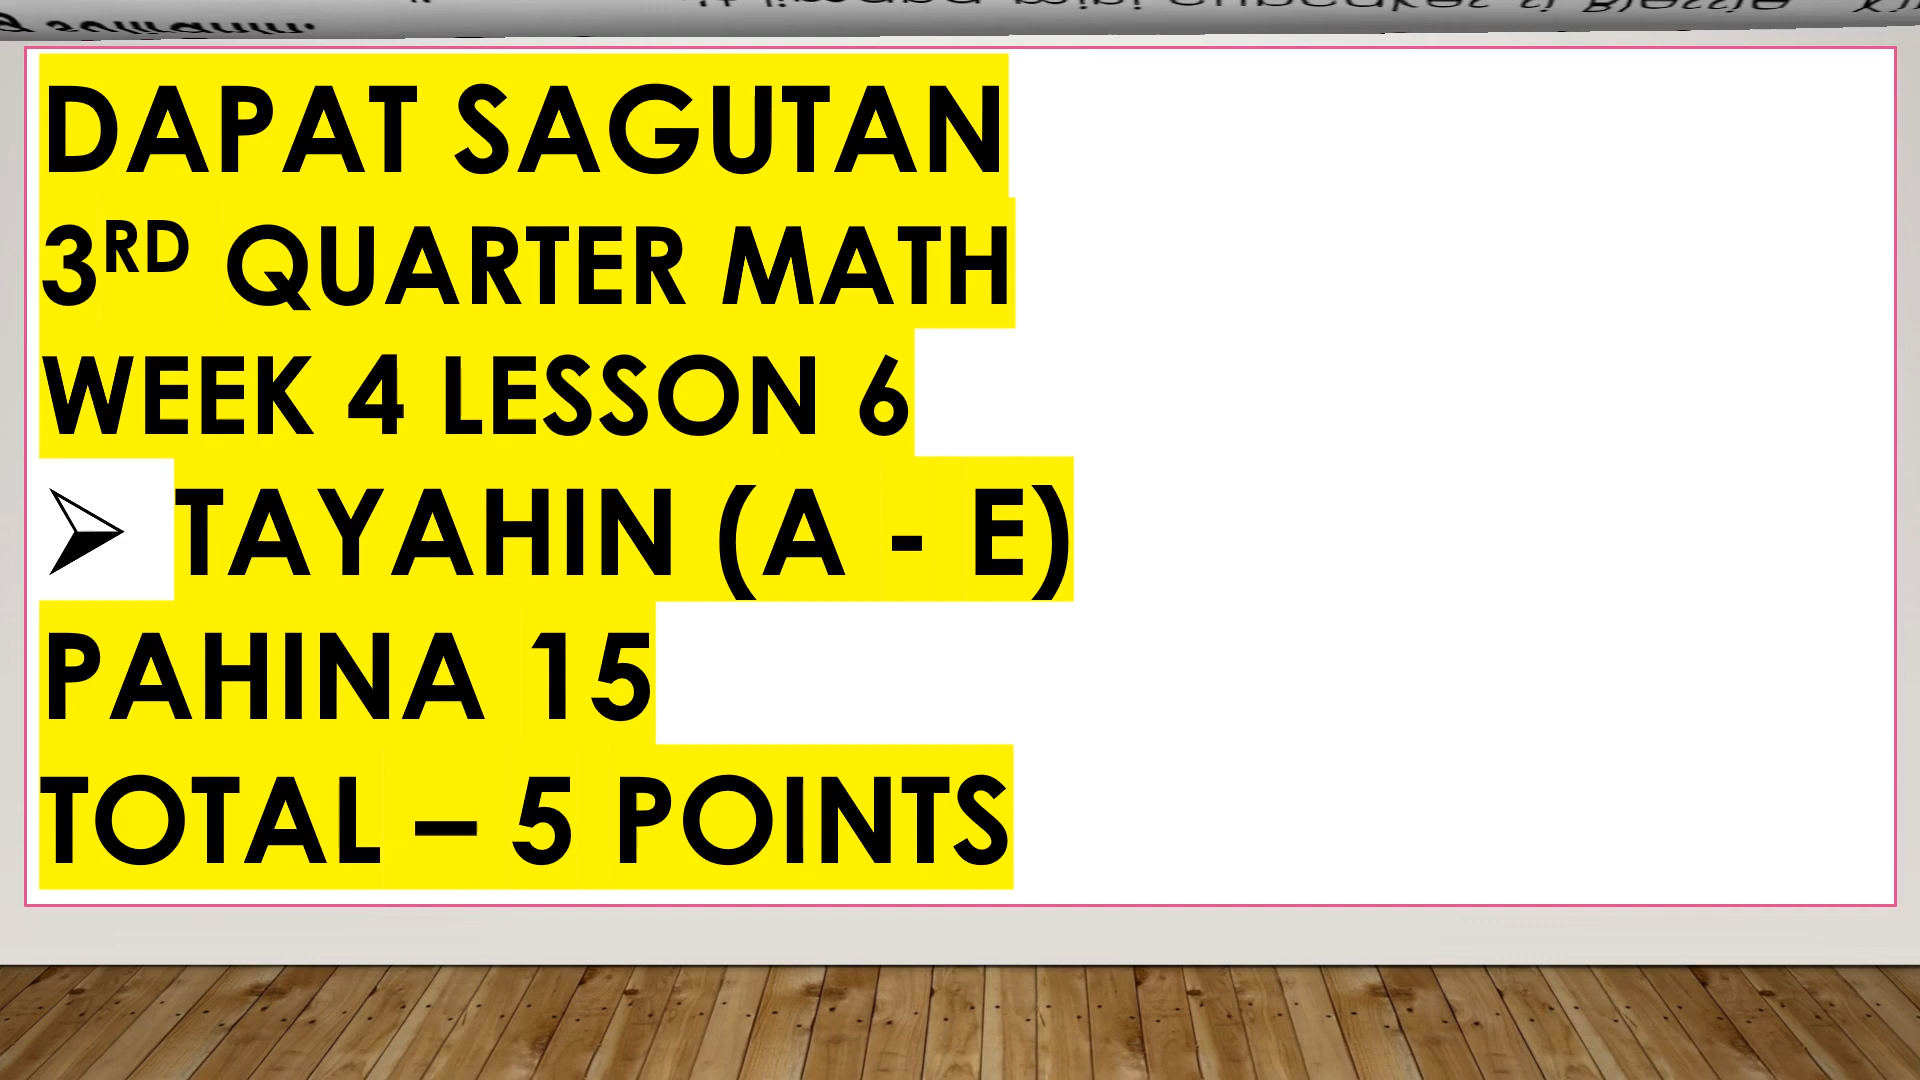 DAPAT SAGUTAN
3RD QUARTER MATH
WEEK 4 LESSON 6
➢ TAYAHIN (A - E)
PAHINA 15
TOTAL – 5 POINTS